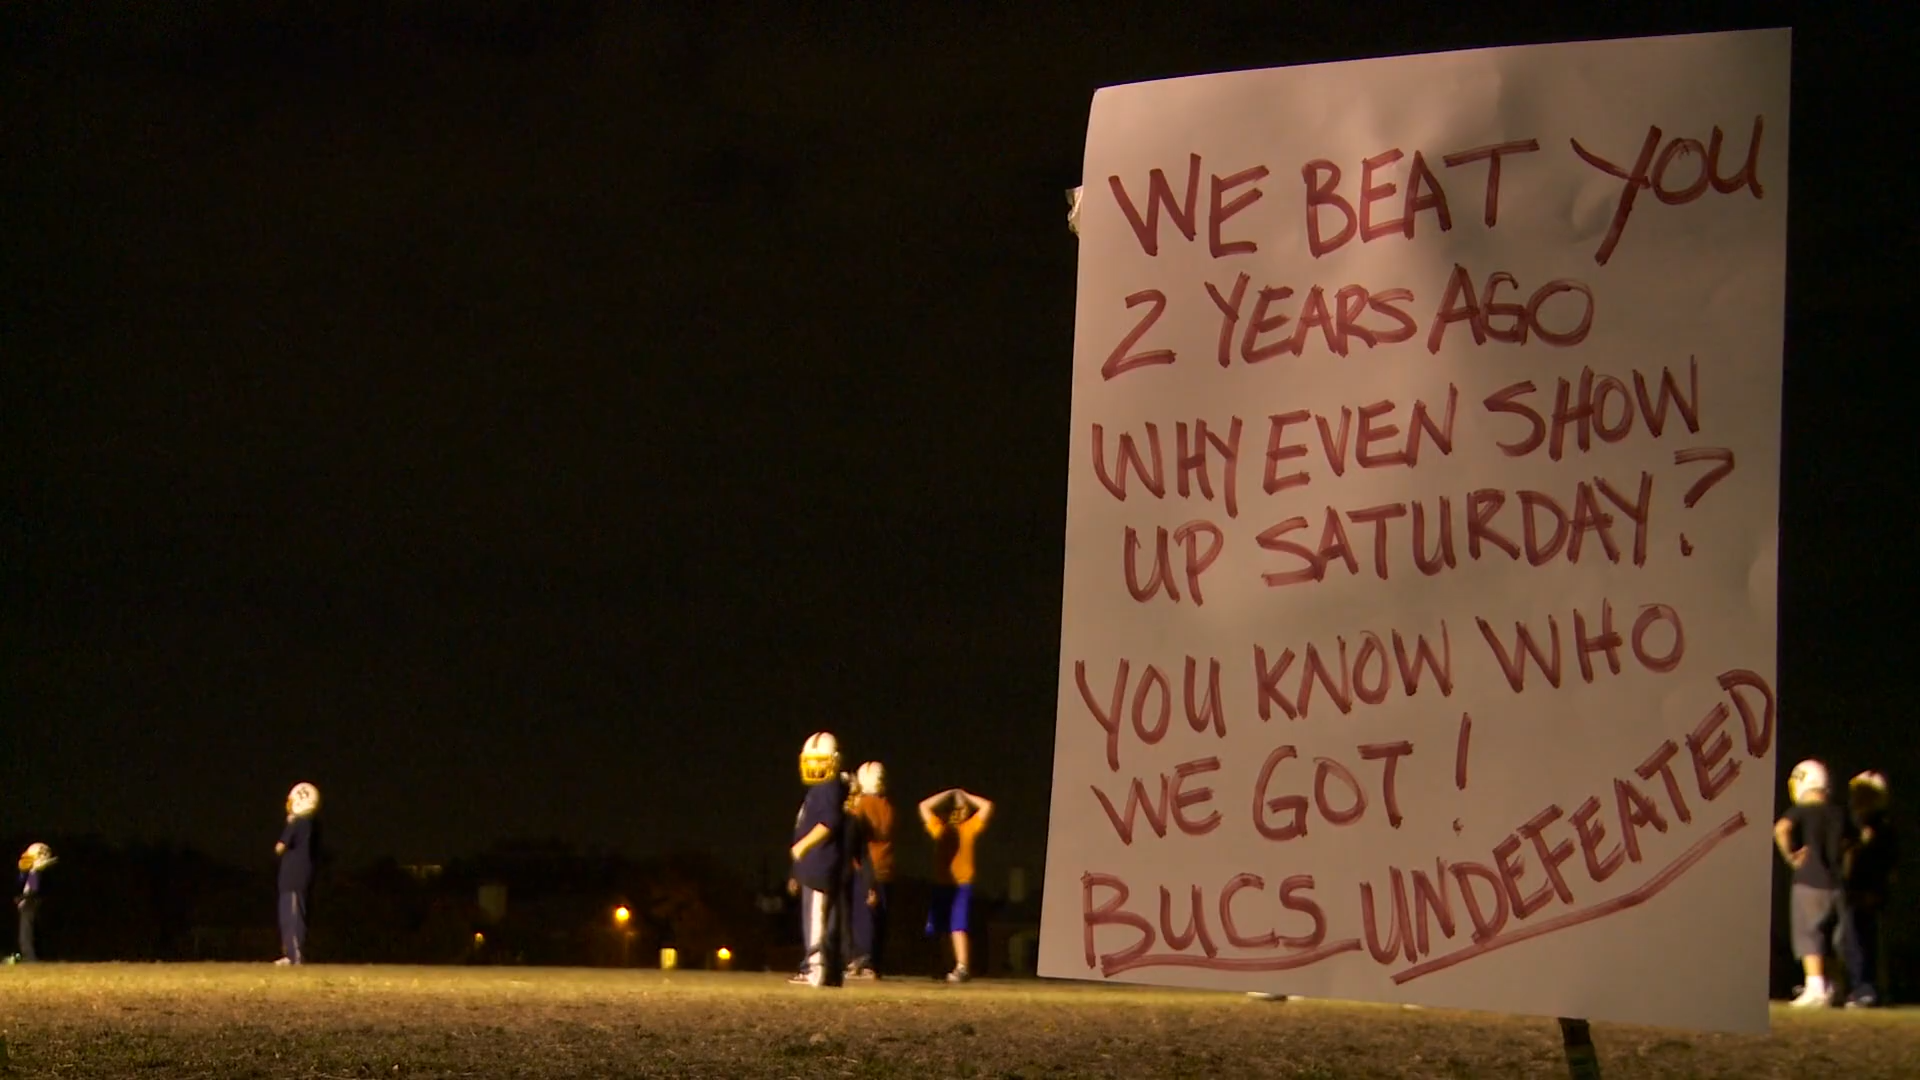 WE BEAT YOU
2 YEARS AGO
WHY EVEN SHOW
UP SATURDAY?
YOU KNOW WHO
WE GOT!
BUCS UNDEFEATED